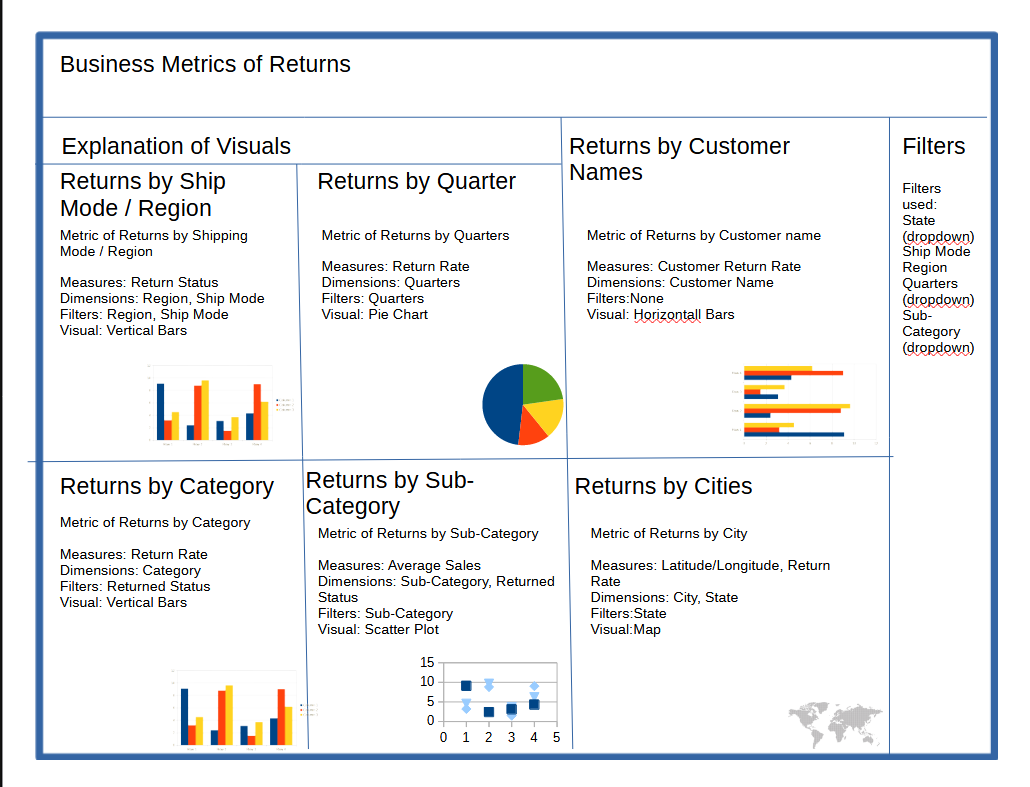 Business Metrics of Returns
Explanation of Visuals
Returns by Ship
Mode / Region
Metric of Returns by Shipping
Mode / Region
Measures: Return Status
Dimensions: Region, Ship Mode
Filters: Region, Ship Mode
Visual: Vertical Bars
Returns by Quarter
Metric of Returns by Quarters
Measures: Return Rate
Dimensions: Quarters
Filters: Quarters
Visual: Pie Chart
Returns by Customer
Names
Metric of Returns by Customer name
Measures: Customer Return Rate
Dimensions: Customer Name
Filters:None
Visual: Horizontall Bars
Filters
Filters
used:
State
(dropdown)
Ship Mode
Region
Quarters
(dropdown)
Sub-
Category
(dropdown)
Returns by Category
Metric of Returns by Category
Measures: Return Rate
Dimensions: Category
Filters: Returned Status
Visual: Vertical Bars
Returns by Sub-
Category
Metric of Returns by Sub-Category
Measures: Average Sales
Dimensions: Sub-Category, Returned
Status
Filters: Sub-Category
Visual: Scatter Plot
15
10
5
0
0 1 2 3 4 5
Returns by Cities
Metric of Returns by City
Measures: Latitude/Longitude, Return
Rate
Dimensions: City, State
Filters:State
Visual:Map